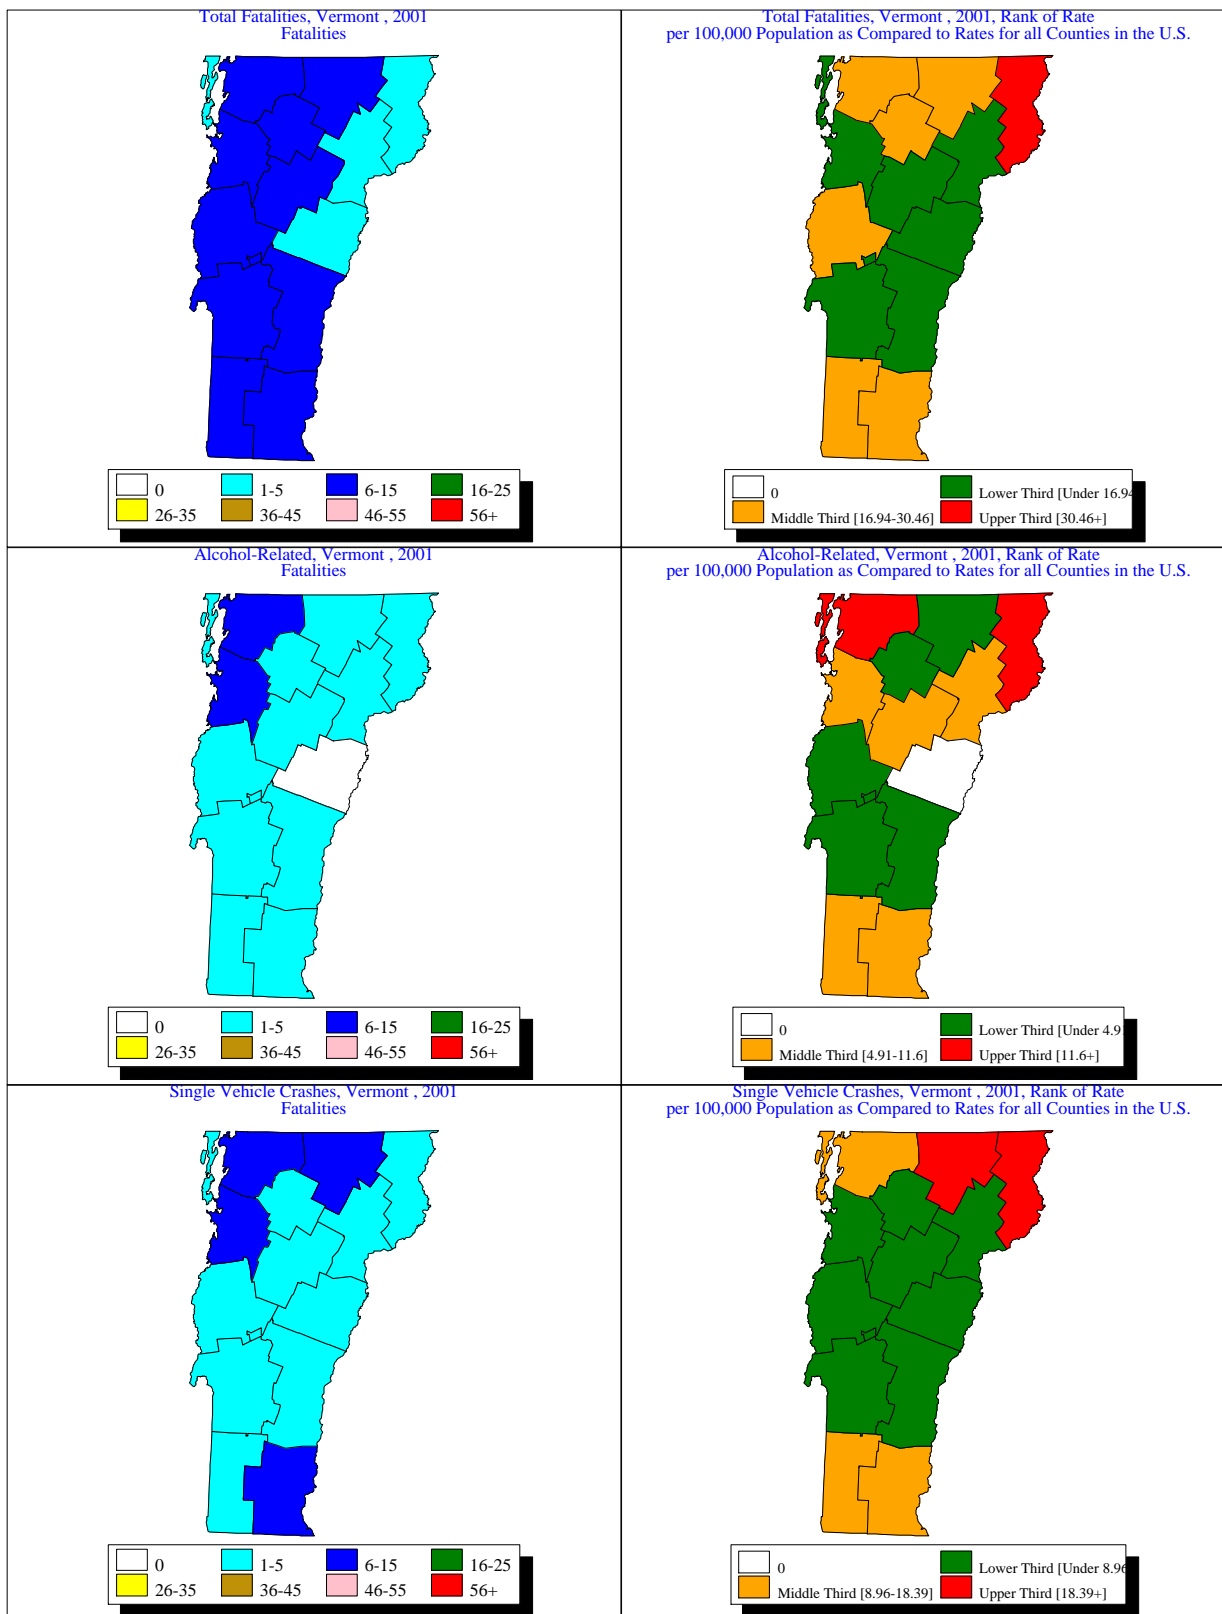 Total Fatalities, Vermont , 2001
Fatalities
0
1-5
6-15
16-25
26-35
36-45
46-55
56+
Total Fatalities, Vermont , 2001, Rank of Rate
per 100,000 Population as Compared to Rates for all Counties in the U.S.
0
Lower Third [Under 16.94
Middle Third [16.94-30.46]
Upper Third [30.46+]
Alcohol-Related, Vermont , 2001
Fatalities
0
1-5
6-15
16-25
26-35
36-45
46-55
56+
Alcohol-Related, Vermont , 2001, Rank of Rate
per 100,000 Population as Compared to Rates for all Counties in the U.S.
0
Lower Third [Under 4.91
Middle Third [4.91-11.6]
Upper Third [11.6+]
Single Vehicle Crashes, Vermont , 2001
Fatalities
0
1-5
6-15
16-25
26-35
36-45
46-55
56+
Single Vehicle Crashes, Vermont , 2001, Rank of Rate
per 100,000 Population as Compared to Rates for all Counties in the U.S.
0
Lower Third [Under 8.96
Middle Third [8.96-18.39]
Upper Third [18.39+]